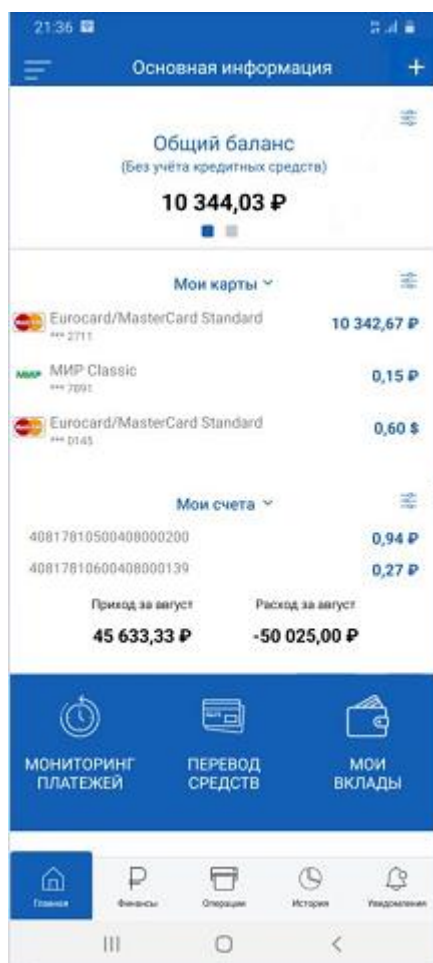 21:36
Основная информация
Общий баланс
(Без учёта кредитных средств)
10 344,03 ₽
Мои карты
Eurocard/MasterCard Standard
10 342,67 ₽
*** 2711
МИР МИР Classic
0,15 ₽
*** 7091
Eurocard/MasterCard Standard
0,60 $
*** 0145
Мои счета
40817810500408000200
0,94 ₽
40817810600408000139
0,27 ₽
Приход за август Расход за август
45 633,33 ₽ -50 025,00 ₽
МОНИТОРИНГ ПЕРЕВОД МОИ
ПЛАТЕЖЕЙ СРЕДСТВ ВКЛАДЫ
Главная Финансы Операции История Уведомления